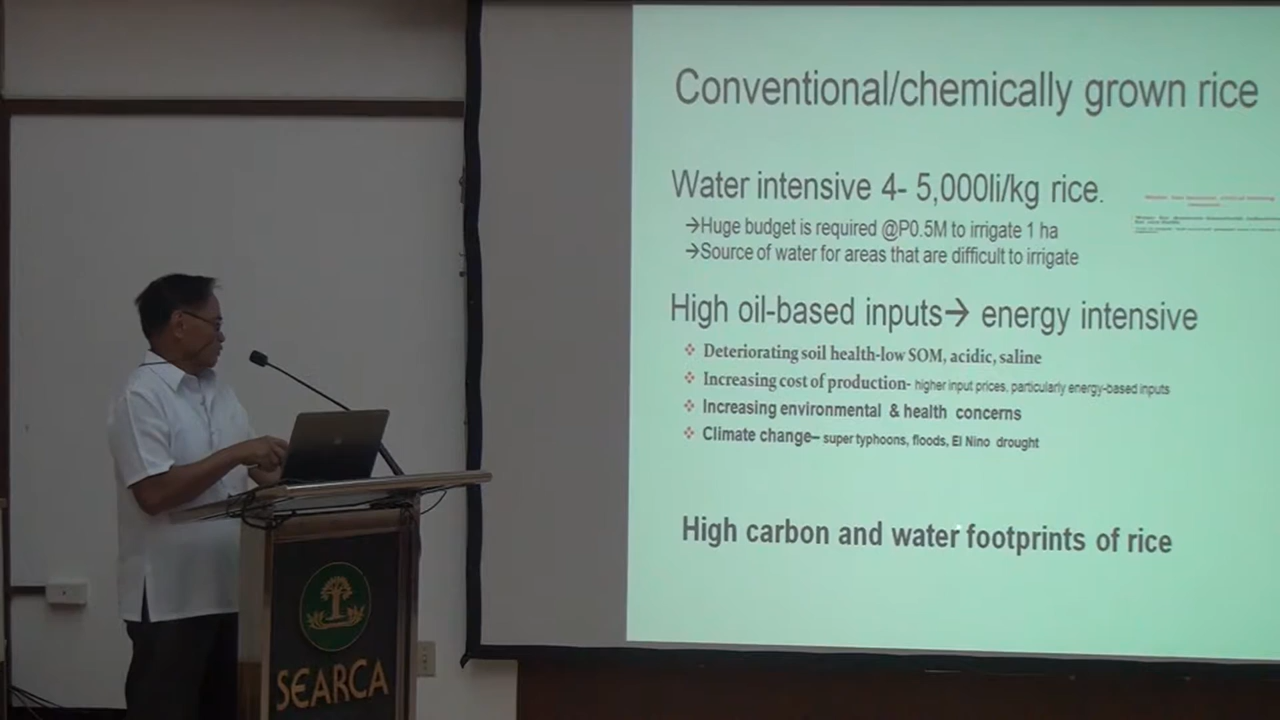 Conventional/chemically grown rice
Water intensive 4- 5,000li/kg rice.
→Huge budget is required @P0.5M to irrigate 1 ha
→Source of water for areas that are difficult to irrigate
High oil-based inputs→ energy intensive
❖ Deteriorating soil health-low SOM, acidic, saline
❖ Increasing cost of production- higher input prices, particularly energy-based inputs
❖ Increasing environmental & health concerns
❖ Climate change– super typhoons, floods, El Nino drought
High carbon and water footprints of rice
SEARCA